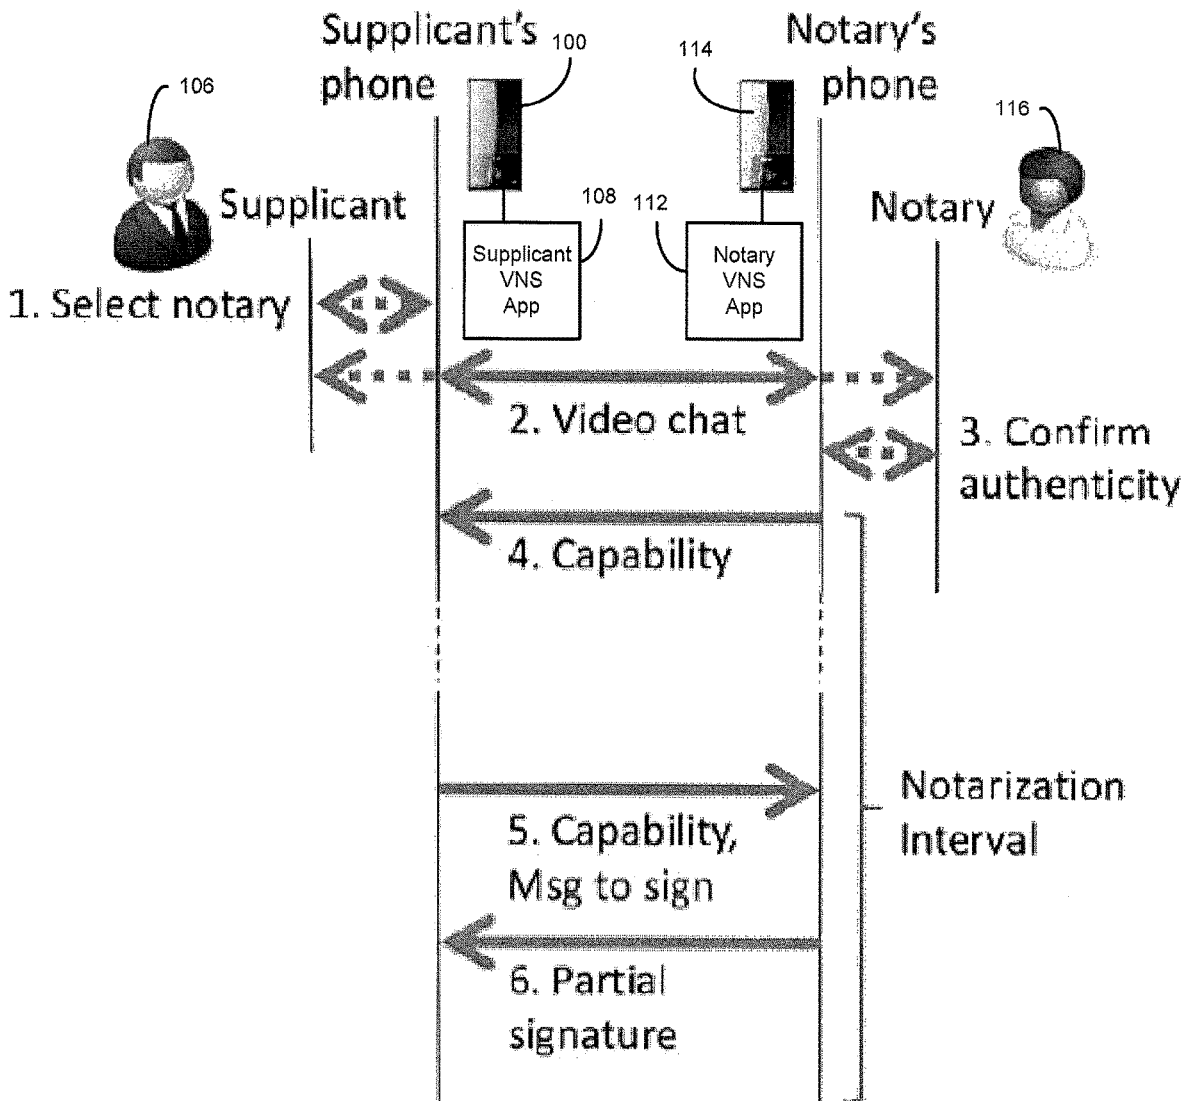 Supplicant's
phone
100
114
Notary's
phone
106
116
Supplicant
108
112
Notary
Supplicant
VNS
App
Notary
VNS
App
1. Select notary
2. Video chat
3. Confirm
authenticity
4. Capability
5. Capability,
Msg to sign
Notarization
Interval
6. Partial
signature